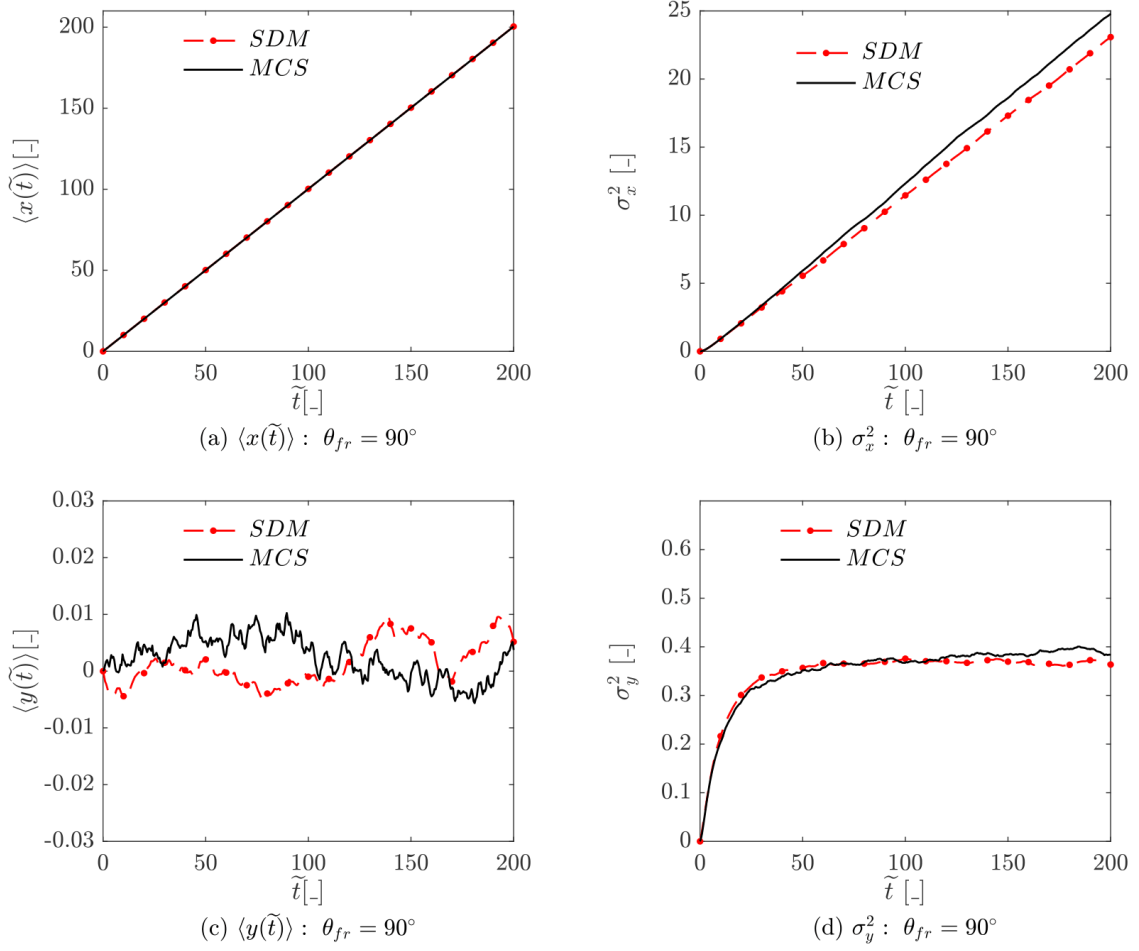 200
150
100
50
0
⟨x(t̃)⟩[-]
SDM
MCS
0 50 100 150 200
t̃[-]
(a) ⟨x(t̃)⟩ : θ_fr = 90°
25
20
15
10
5
0
σ_x^2 [-]
SDM
MCS
0 50 100 150 200
t̃ [-]
(b) σ_x^2 : θ_fr = 90°
0.03
0.02
0.01
0
-0.01
-0.02
-0.03
⟨y(t̃)⟩[-]
SDM
MCS
0 50 100 150 200
t̃[-]
(c) ⟨y(t̃)⟩ : θ_fr = 90°
0.6
0.5
0.4
0.3
0.2
0.1
0
σ_y^2 [-]
SDM
MCS
0 50 100 150 200
t̃ [-]
(d) σ_y^2 : θ_fr = 90°